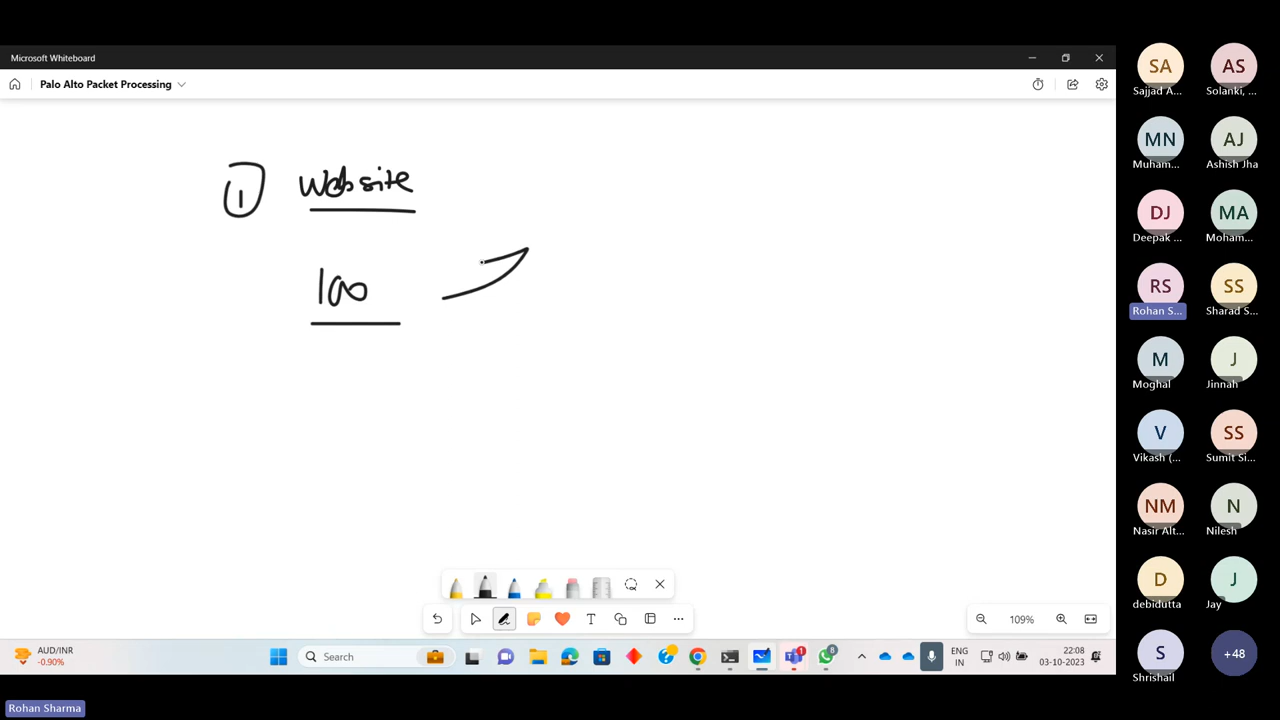 Microsoft Whiteboard
Palo Alto Packet Processing
① Website
100
109%
AUD/INR
-0.90%
Search
ENG
IN
22:08
03-10-2023
1
8
SA
Sajjad A...
AS
Solanki, ...
MN
Muham...
AJ
Ashish Jha
DJ
Deepak ...
MA
Moham...
RS
Rohan S...
SS
Sharad S...
M
Moghal
J
Jinnah
V
Vikash (...
SS
Sumit Si...
NM
Nasir Alt...
N
Nilesh
D
debidutta
J
Jay
S
Shrishail
+48
Rohan Sharma